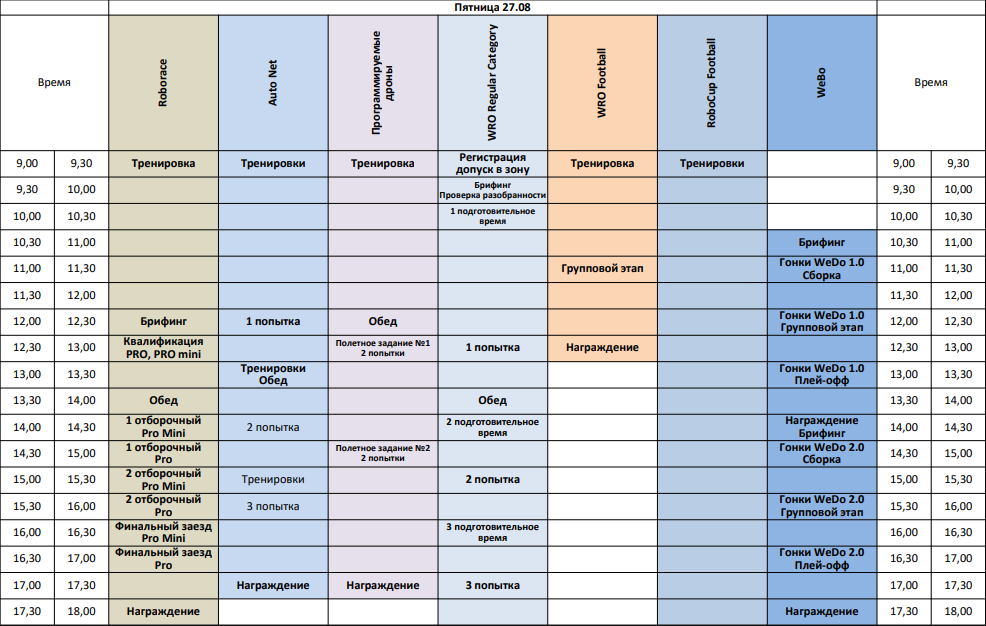 Пятница 27.08
Время Roborace Auto Net Программируемые дроны WRO Regular Category WRO Football RoboCup Football WeBo Время
9,00 9,30 Тренировка Тренировки Тренировка Регистрация допуск в зону Тренировка Тренировки 9,00 9,30
9,30 10,00 Брифинг Проверка разобранности 9,30 10,00
10,00 10,30 1 подготовительное время 10,00 10,30
10,30 11,00 Брифинг 10,30 11,00
11,00 11,30 Групповой этап Гонки WeDo 1.0 Сборка 11,00 11,30
11,30 12,00 11,30 12,00
12,00 12,30 Брифинг 1 попытка Обед Гонки WeDo 1.0 Групповой этап 12,00 12,30
12,30 13,00 Квалификация PRO, PRO mini Полетное задание №1 2 попытки 1 попытка Награждение 12,30 13,00
13,00 13,30 Тренировки Обед Гонки WeDo 1.0 Плей-офф 13,00 13,30
13,30 14,00 Обед Обед 13,30 14,00
14,00 14,30 1 отборочный Pro Mini 2 попытка 2 подготовительное время Награждение Брифинг 14,00 14,30
14,30 15,00 1 отборочный Pro Полетное задание №2 2 попытки Гонки WeDo 2.0 Сборка 14,30 15,00
15,00 15,30 2 отборочный Pro Mini Тренировки 2 попытка 15,00 15,30
15,30 16,00 2 отборочный Pro 3 попытка Гонки WeDo 2.0 Групповой этап 15,30 16,00
16,00 16,30 Финальный заезд Pro Mini 3 подготовительное время 16,00 16,30
16,30 17,00 Финальный заезд Pro Гонки WeDo 2.0 Плей-офф 16,30 17,00
17,00 17,30 Награждение Награждение 3 попытка 17,00 17,30
17,30 18,00 Награждение Награждение 17,30 18,00